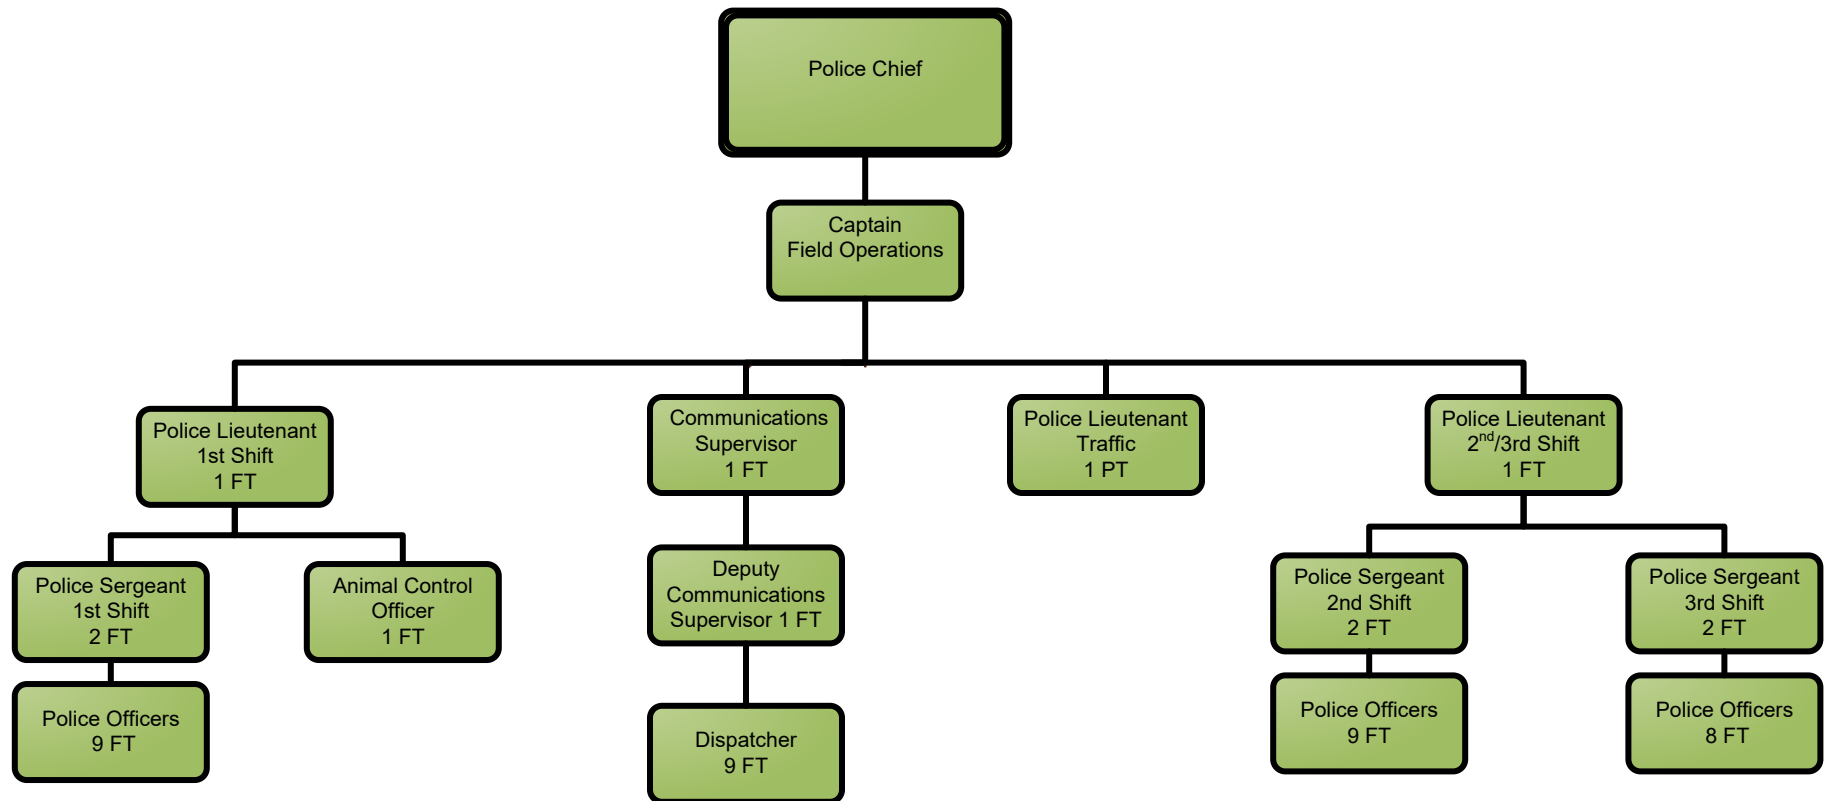 Police Chief
Captain
Field Operations
Police Lieutenant
1st Shift
1 FT
Communications
Supervisor
1 FT
Police Lieutenant
Traffic
1 PT
Police Lieutenant
2nd/3rd Shift
1 FT
Police Sergeant
1st Shift
2 FT
Animal Control
Officer
1 FT
Deputy
Communications
Supervisor 1 FT
Police Sergeant
2nd Shift
2 FT
Police Sergeant
3rd Shift
2 FT
Police Officers
9 FT
Dispatcher
9 FT
Police Officers
9 FT
Police Officers
8 FT